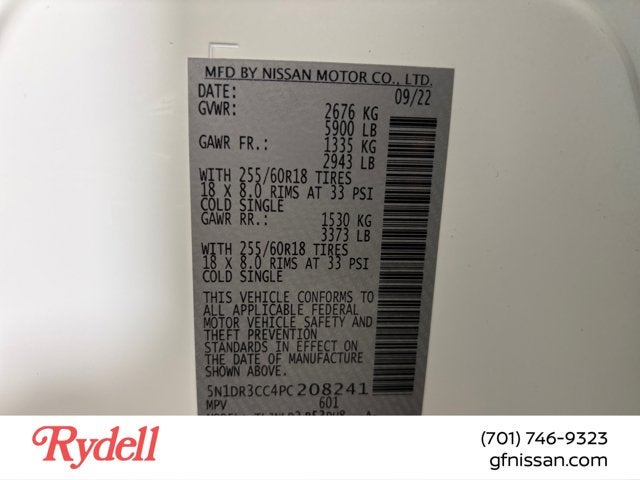 MFD BY NISSAN MOTOR CO., LTD.
DATE: 09/22
GVWR: 2676 KG
5900 LB
GAWR FR.: 1335 KG
2943 LB
WITH 255/60R18 TIRES
18 X 8.0 RIMS AT 33 PSI
COLD SINGLE
GAWR RR.: 1530 KG
3373 LB
WITH 255/60R18 TIRES
18 X 8.0 RIMS AT 33 PSI
COLD SINGLE
THIS VEHICLE CONFORMS TO
ALL APPLICABLE FEDERAL
MOTOR VEHICLE SAFETY AND
THEFT PREVENTION
STANDARDS IN EFFECT ON
THE DATE OF MANUFACTURE
SHOWN ABOVE.
5N1DR3CC4PC208241
MPV 601
Rydell
(701) 746-9323
gfnissan.com